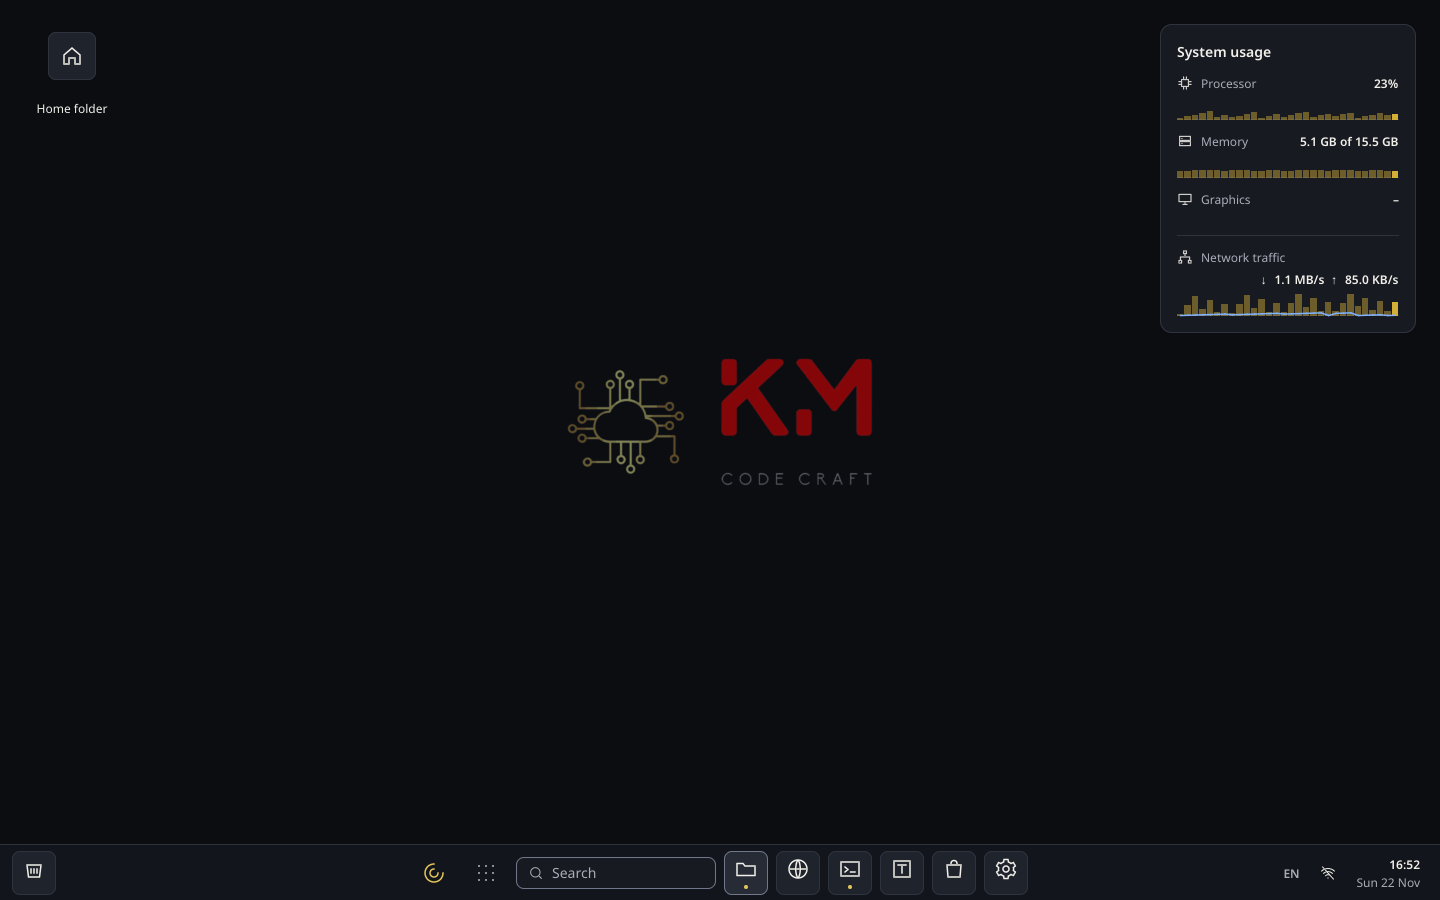 Home folder
System usage
Processor 23%
Memory 5.1 GB of 15.5 GB
Graphics –
Network traffic
↓ 1.1 MB/s ↑ 85.0 KB/s
KM
CODE CRAFT
Search
EN
16:52
Sun 22 Nov